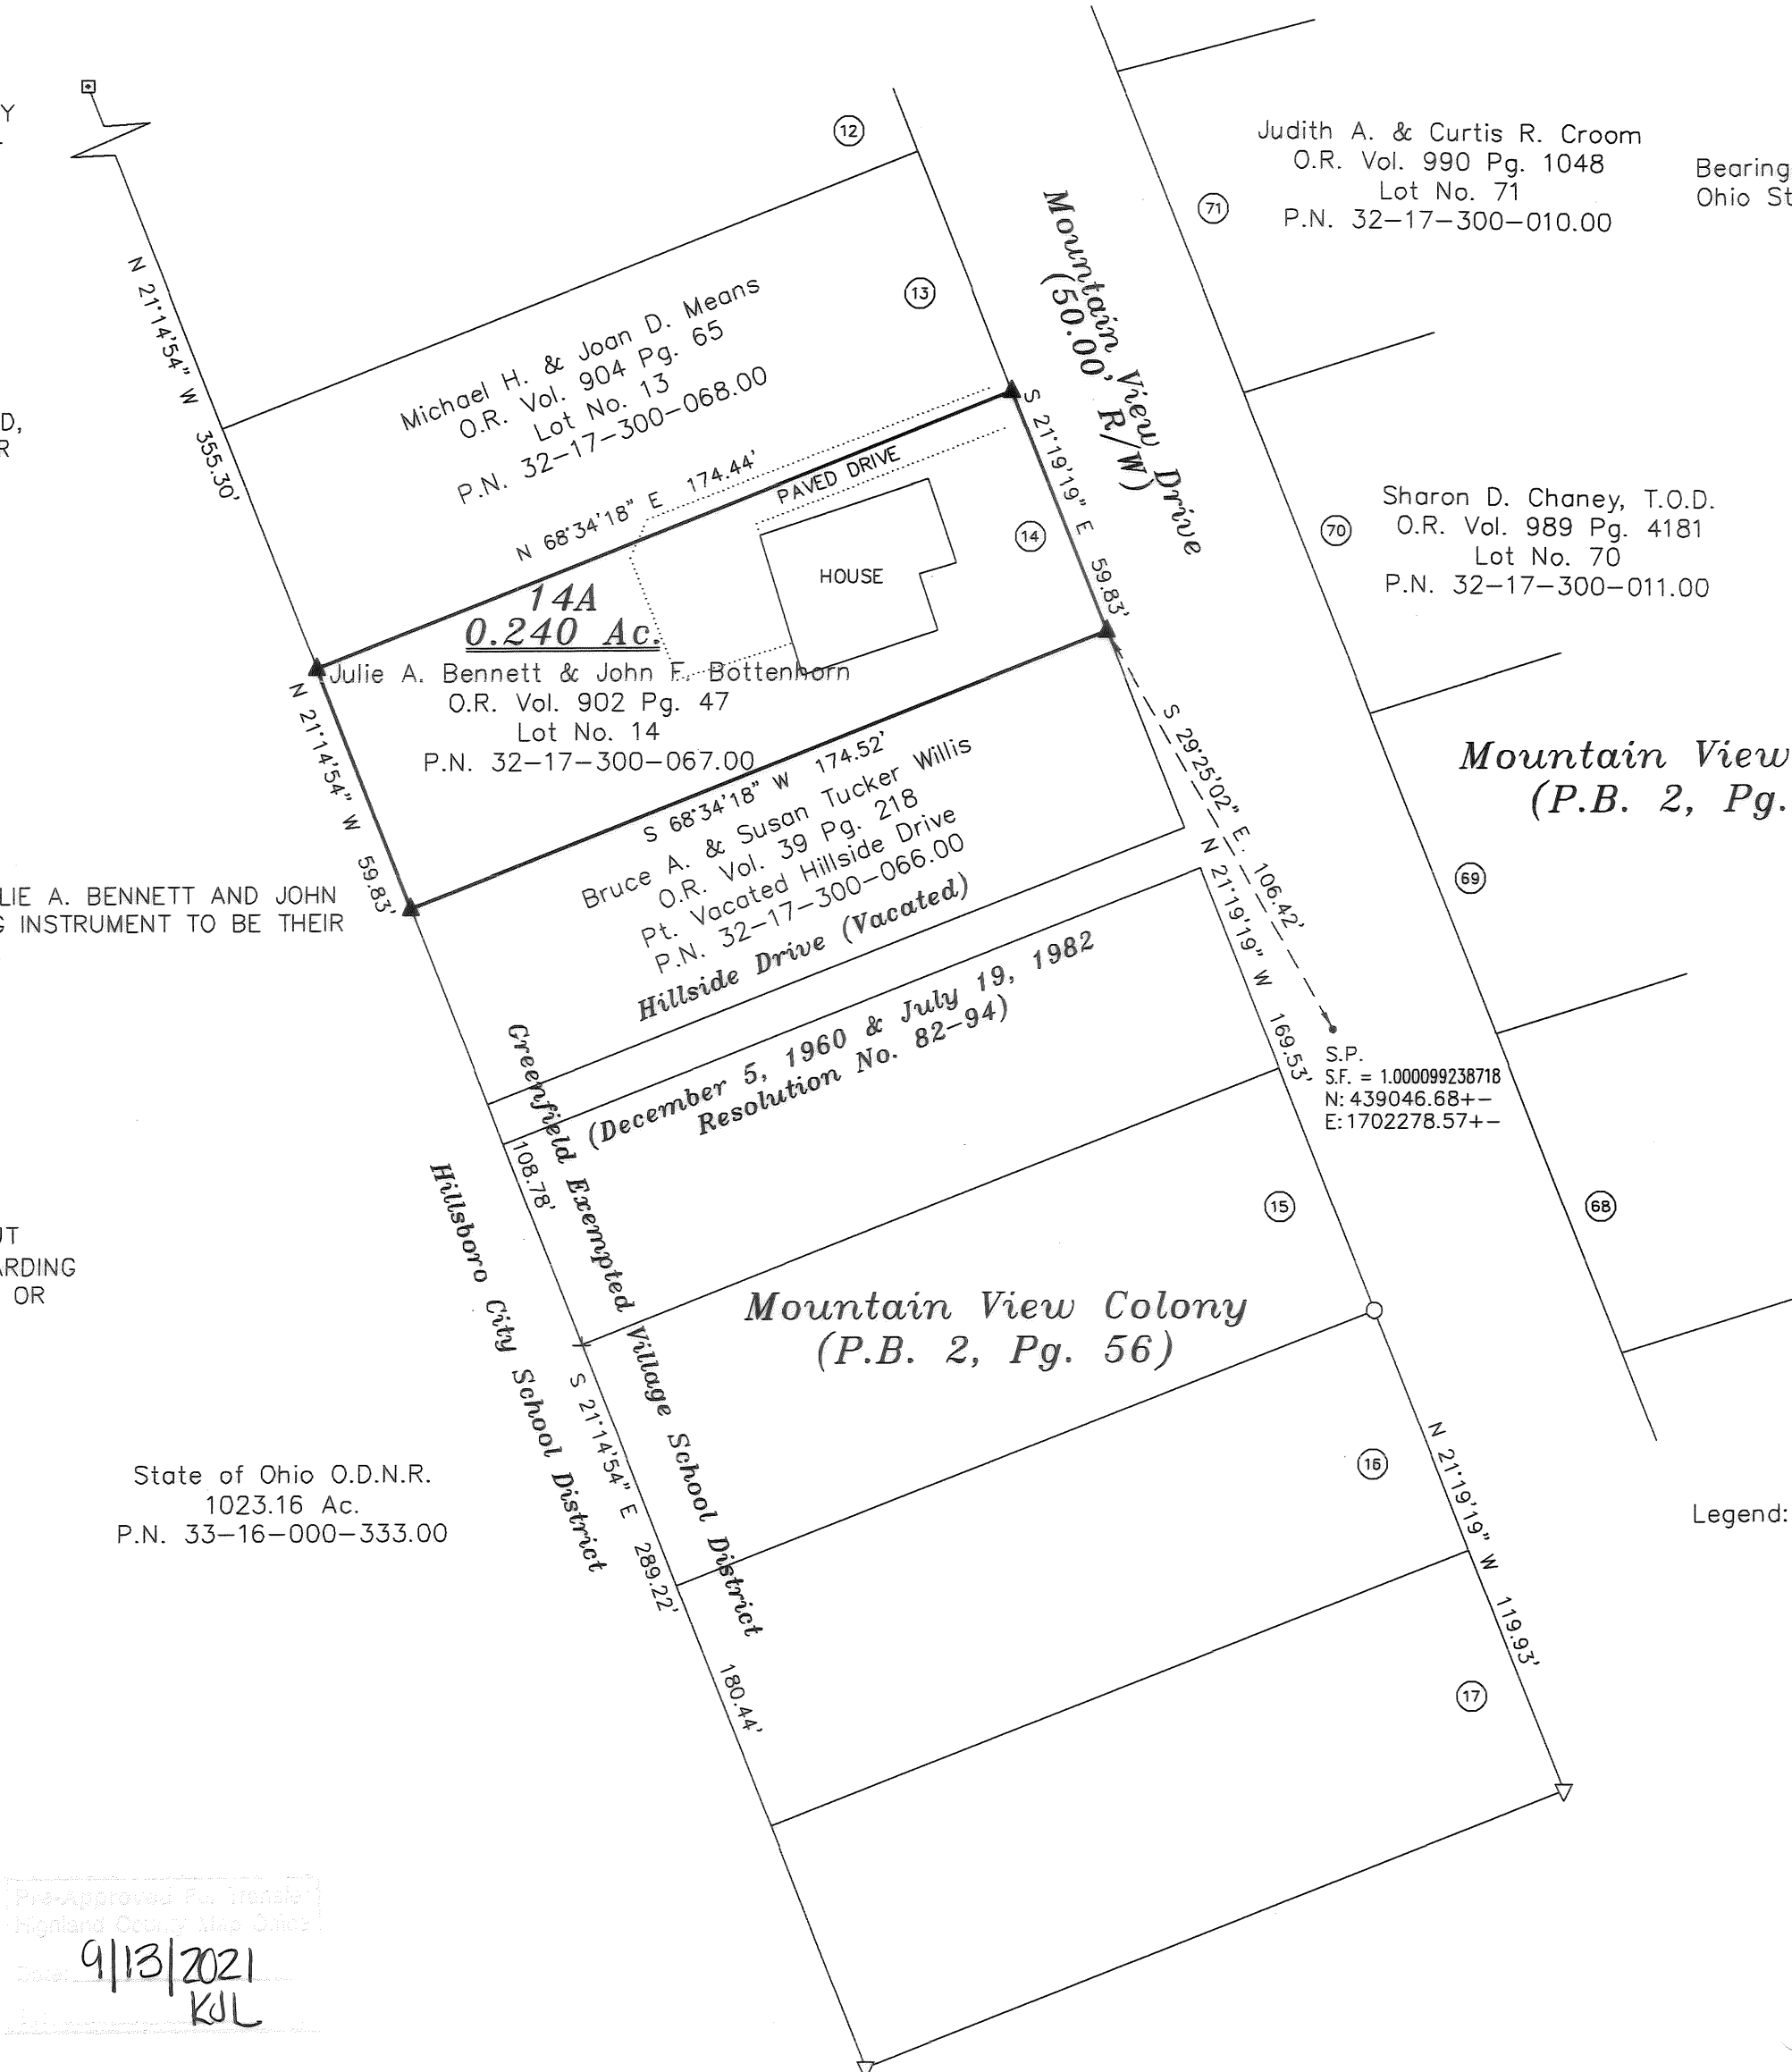 Y
D,
R
LIE A. BENNETT AND JOHN
G INSTRUMENT TO BE THEIR
UT
ARDING
OR
N 21°14'54" W 355.30'
12
13
Michael H. & Joan D. Means
O.R. Vol. 904 Pg. 65
Lot No. 13
P.N. 32-17-300-068.00
N 68°34'18" E 174.44'
PAVED DRIVE
HOUSE
14
14A
0.240 Ac.
Julie A. Bennett & John F. Bottenhorn
O.R. Vol. 902 Pg. 47
Lot No. 14
P.N. 32-17-300-067.00
N 21°14'54" W 59.83'
S 68°34'18" W 174.52'
S 21°19'19" E 59.83'
Mountain View Drive
(50.00' R/W)
71
Judith A. & Curtis R. Croom
O.R. Vol. 990 Pg. 1048
Lot No. 71
P.N. 32-17-300-010.00
Bearing
Ohio St
70
Sharon D. Chaney, T.O.D.
O.R. Vol. 989 Pg. 4181
Lot No. 70
P.N. 32-17-300-011.00
Mountain View
(P.B. 2, Pg.
69
68
Bruce A. & Susan Tucker Willis
O.R. Vol. 39 Pg. 218
Pt. Vacated Hillside Drive
P.N. 32-17-300-066.00
Hillside Drive (Vacated)
(December 5, 1960 & July 19, 1982
Resolution No. 82-94)
S 29°25'02" E 106.42'
N 21°19'19" W 169.53'
S.P.
S.F. = 1.000099238718
N: 439046.68+-
E: 1702278.57+-
108.78'
Greenfield Exempted Village School District
Hillsboro City School District
S 21°14'54" E 289.22'
180.44'
15
Mountain View Colony
(P.B. 2, Pg. 56)
16
N 21°19'19" W 119.93'
17
State of Ohio O.D.N.R.
1023.16 Ac.
P.N. 33-16-000-333.00
Legend:
Pre-Approved For Transfer
Highland County Map Office
Date: 9/13/2021
KJL